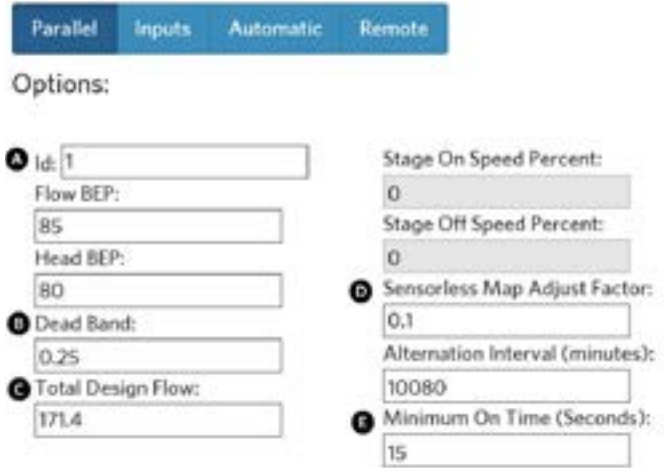 Parallel Inputs Automatic Remote
Options:
A Id: 1
Flow BEP:
85
Head BEP:
80
B Dead Band:
0.25
C Total Design Flow:
171.4
Stage On Speed Percent:
0
Stage Off Speed Percent:
0
D Sensorless Map Adjust Factor:
0.1
Alternation Interval (minutes):
10080
E Minimum On Time (Seconds):
15